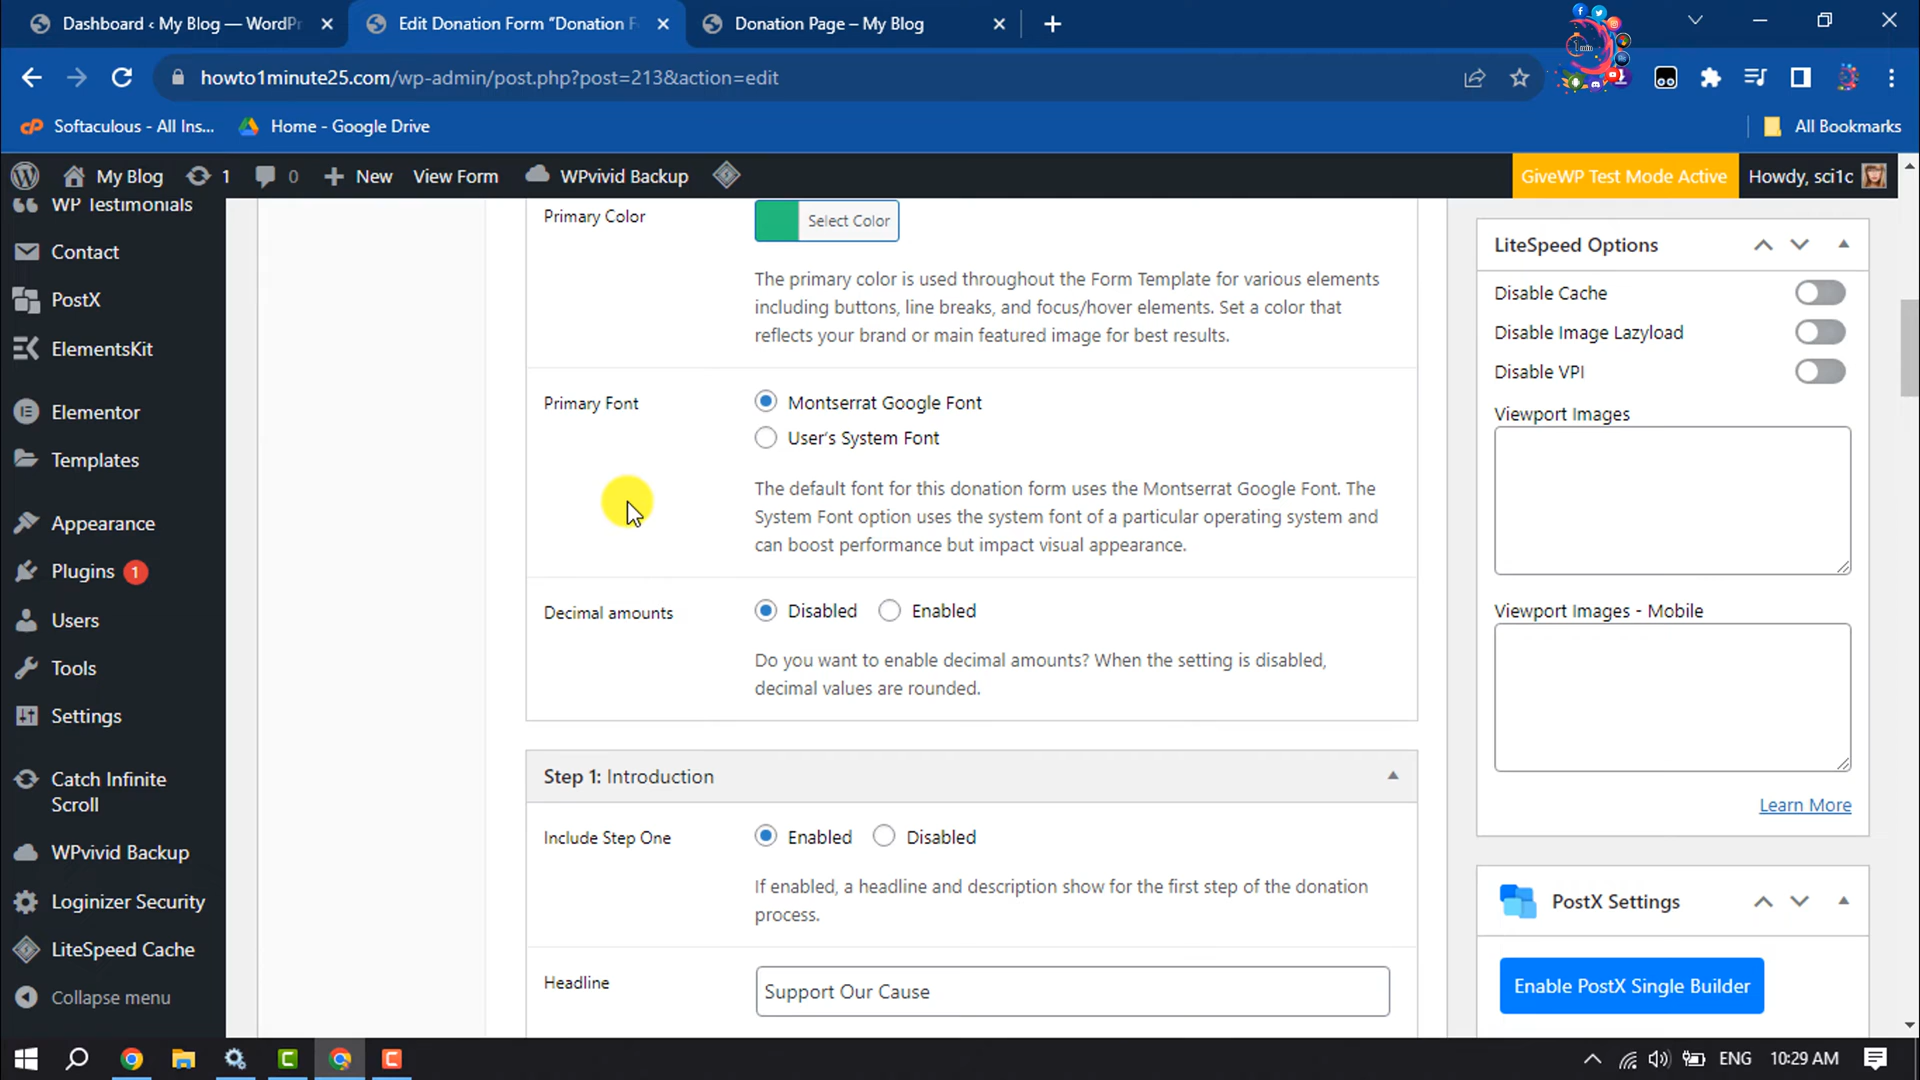 Dashboard ‹ My Blog — WordPr
Edit Donation Form “Donation F
Donation Page – My Blog
howto1minute25.com/wp-admin/post.php?post=213&action=edit
Softaculous - All Ins...
Home - Google Drive
All Bookmarks
My Blog
1
0
New
View Form
WPvivid Backup
GiveWP Test Mode Active
Howdy, sci1c
WP Testimonials
Contact
PostX
ElementsKit
Elementor
Templates
Appearance
Plugins 1
Users
Tools
Settings
Catch Infinite
Scroll
WPvivid Backup
Loginizer Security
LiteSpeed Cache
Collapse menu
Primary Color
Select Color
The primary color is used throughout the Form Template for various elements
including buttons, line breaks, and focus/hover elements. Set a color that
reflects your brand or main featured image for best results.
Primary Font
Montserrat Google Font
User’s System Font
The default font for this donation form uses the Montserrat Google Font. The
System Font option uses the system font of a particular operating system and
can boost performance but impact visual appearance.
Decimal amounts
Disabled Enabled
Do you want to enable decimal amounts? When the setting is disabled,
decimal values are rounded.
Step 1: Introduction
Include Step One
Enabled Disabled
If enabled, a headline and description show for the first step of the donation
process.
Headline
Support Our Cause
LiteSpeed Options
Disable Cache
Disable Image Lazyload
Disable VPI
Viewport Images
Viewport Images - Mobile
Learn More
PostX Settings
Enable PostX Single Builder
ENG
10:29 AM